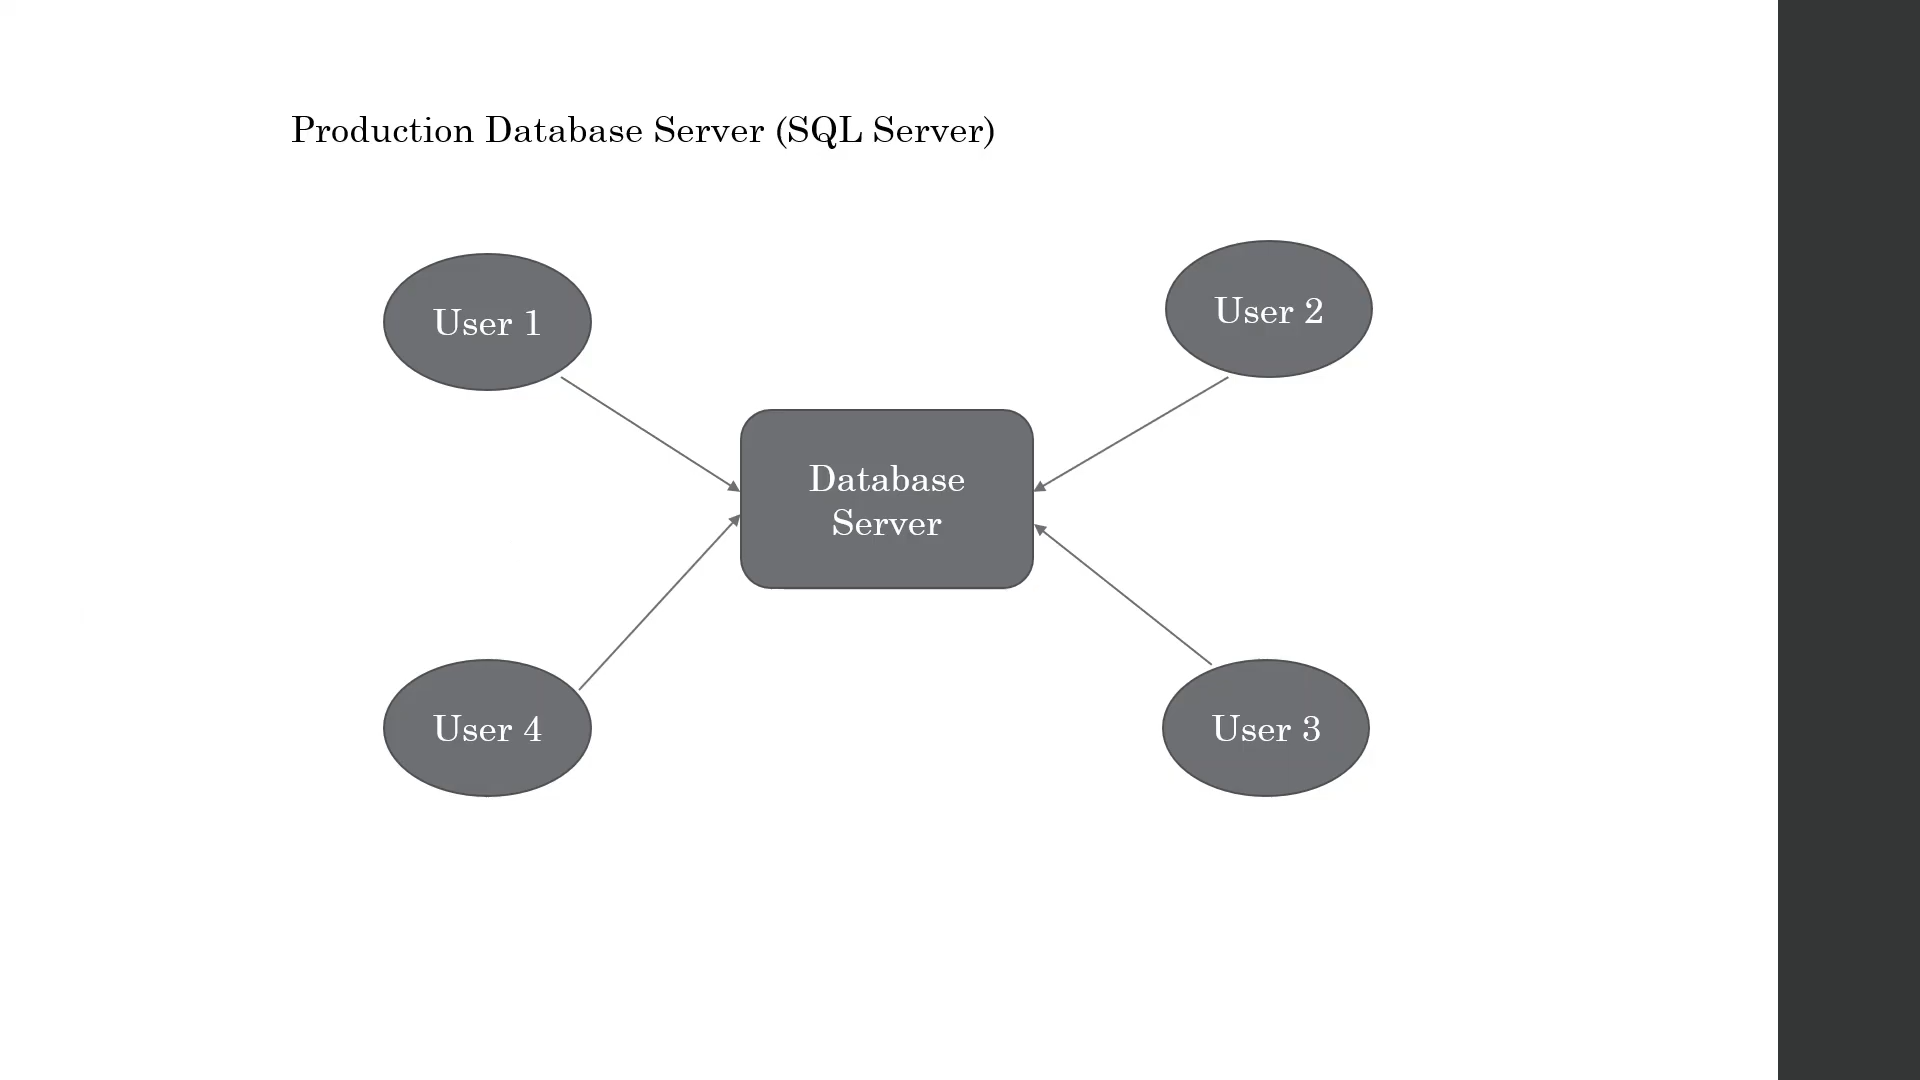 Production Database Server (SQL Server)
User 1
User 2
Database
Server
User 4
User 3